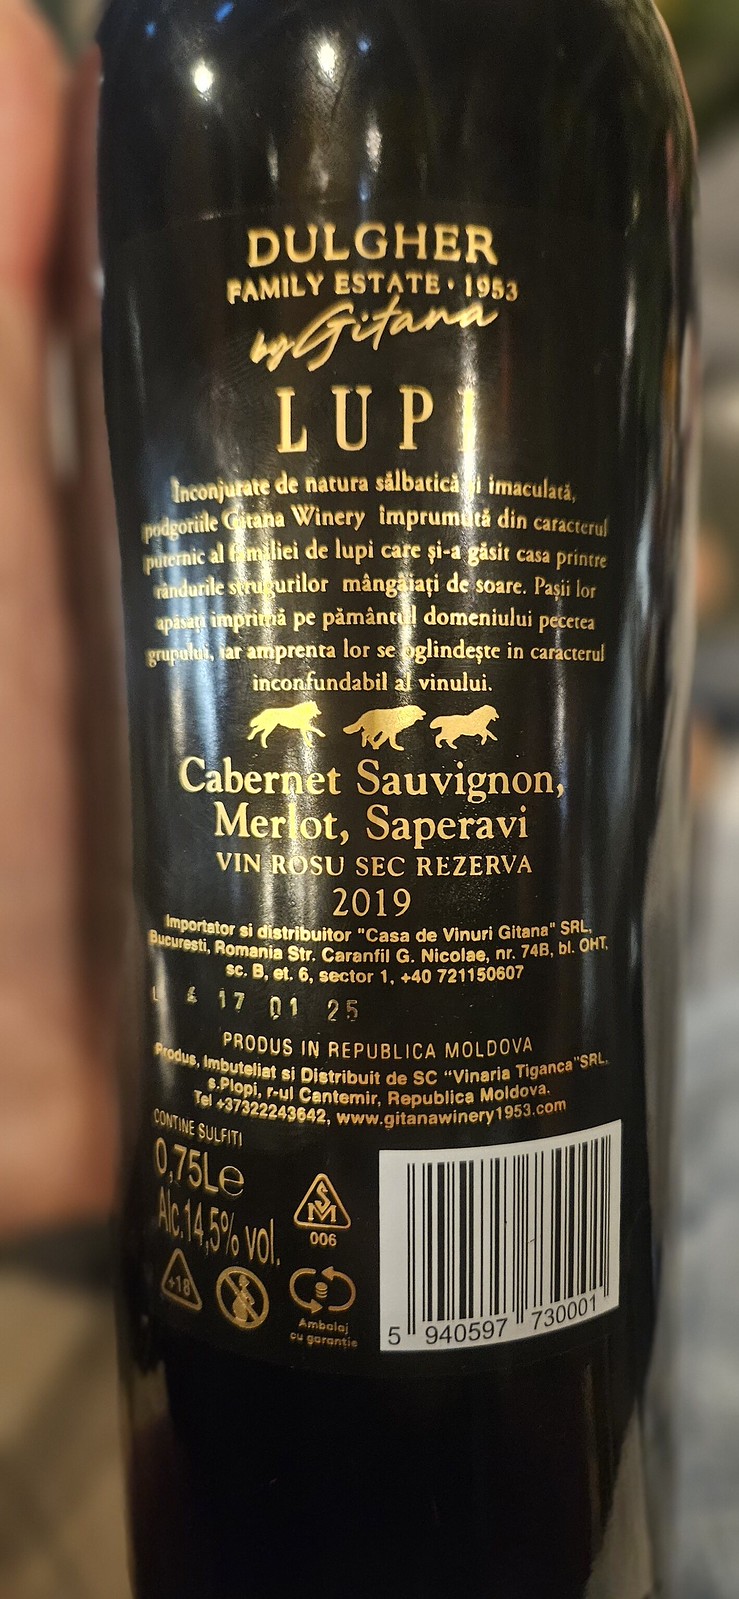 DULGHER
FAMILY ESTATE • 1953
by Gitana
LUPI
Înconjurate de natura sălbatică și imaculată,
podgoriile Gitana Winery împrumută din caracterul
puternic al familiei de lupi care și-a găsit casa printre
rândurile strugurilor mângâiați de soare. Pașii lor
apăsați imprimă pe pământul domeniului pecetea
grupului, iar amprenta lor se oglindește in caracterul
inconfundabil al vinului.
Cabernet Sauvignon,
Merlot, Saperavi
VIN ROSU SEC REZERVA
2019
Importator si distribuitor "Casa de Vinuri Gitana" SRL,
Bucuresti, Romania Str. Caranfil G. Nicolae, nr. 74B, bl. OHT,
sc. B, et. 6, sector 1, +40 721150607
L 17 01 25
PRODUS IN REPUBLICA MOLDOVA
Produs, Imbuteliat si Distribuit de SC "Vinaria Tiganca"SRL.
s.Plopi, r-ul Cantemir, Republica Moldova.
Tel +37322243642, www.gitanawinery1953.com
CONTINE SULFITI
0,75L e
Alc.14,5% vol.
SM
006
+18
Ambalaj
cu garantie
5 940597 730001